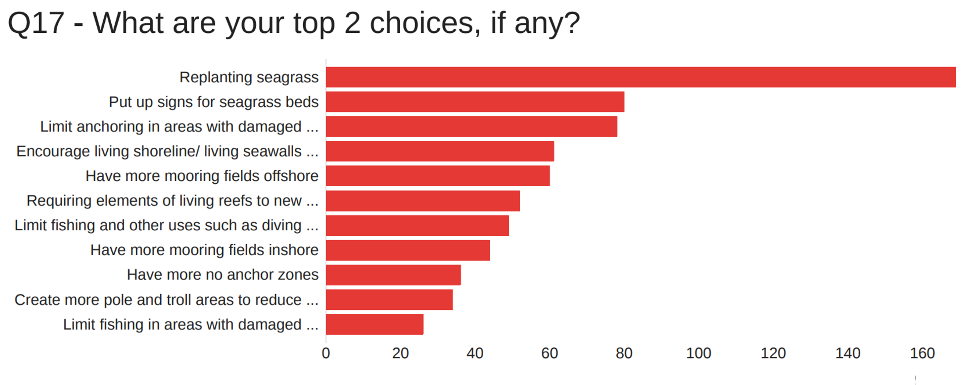 Q17 - What are your top 2 choices, if any?
Replanting seagrass
Put up signs for seagrass beds
Limit anchoring in areas with damaged ...
Encourage living shoreline/ living seawalls ...
Have more mooring fields offshore
Requiring elements of living reefs to new ...
Limit fishing and other uses such as diving ...
Have more mooring fields inshore
Have more no anchor zones
Create more pole and troll areas to reduce ...
Limit fishing in areas with damaged ...
0 20 40 60 80 100 120 140 160